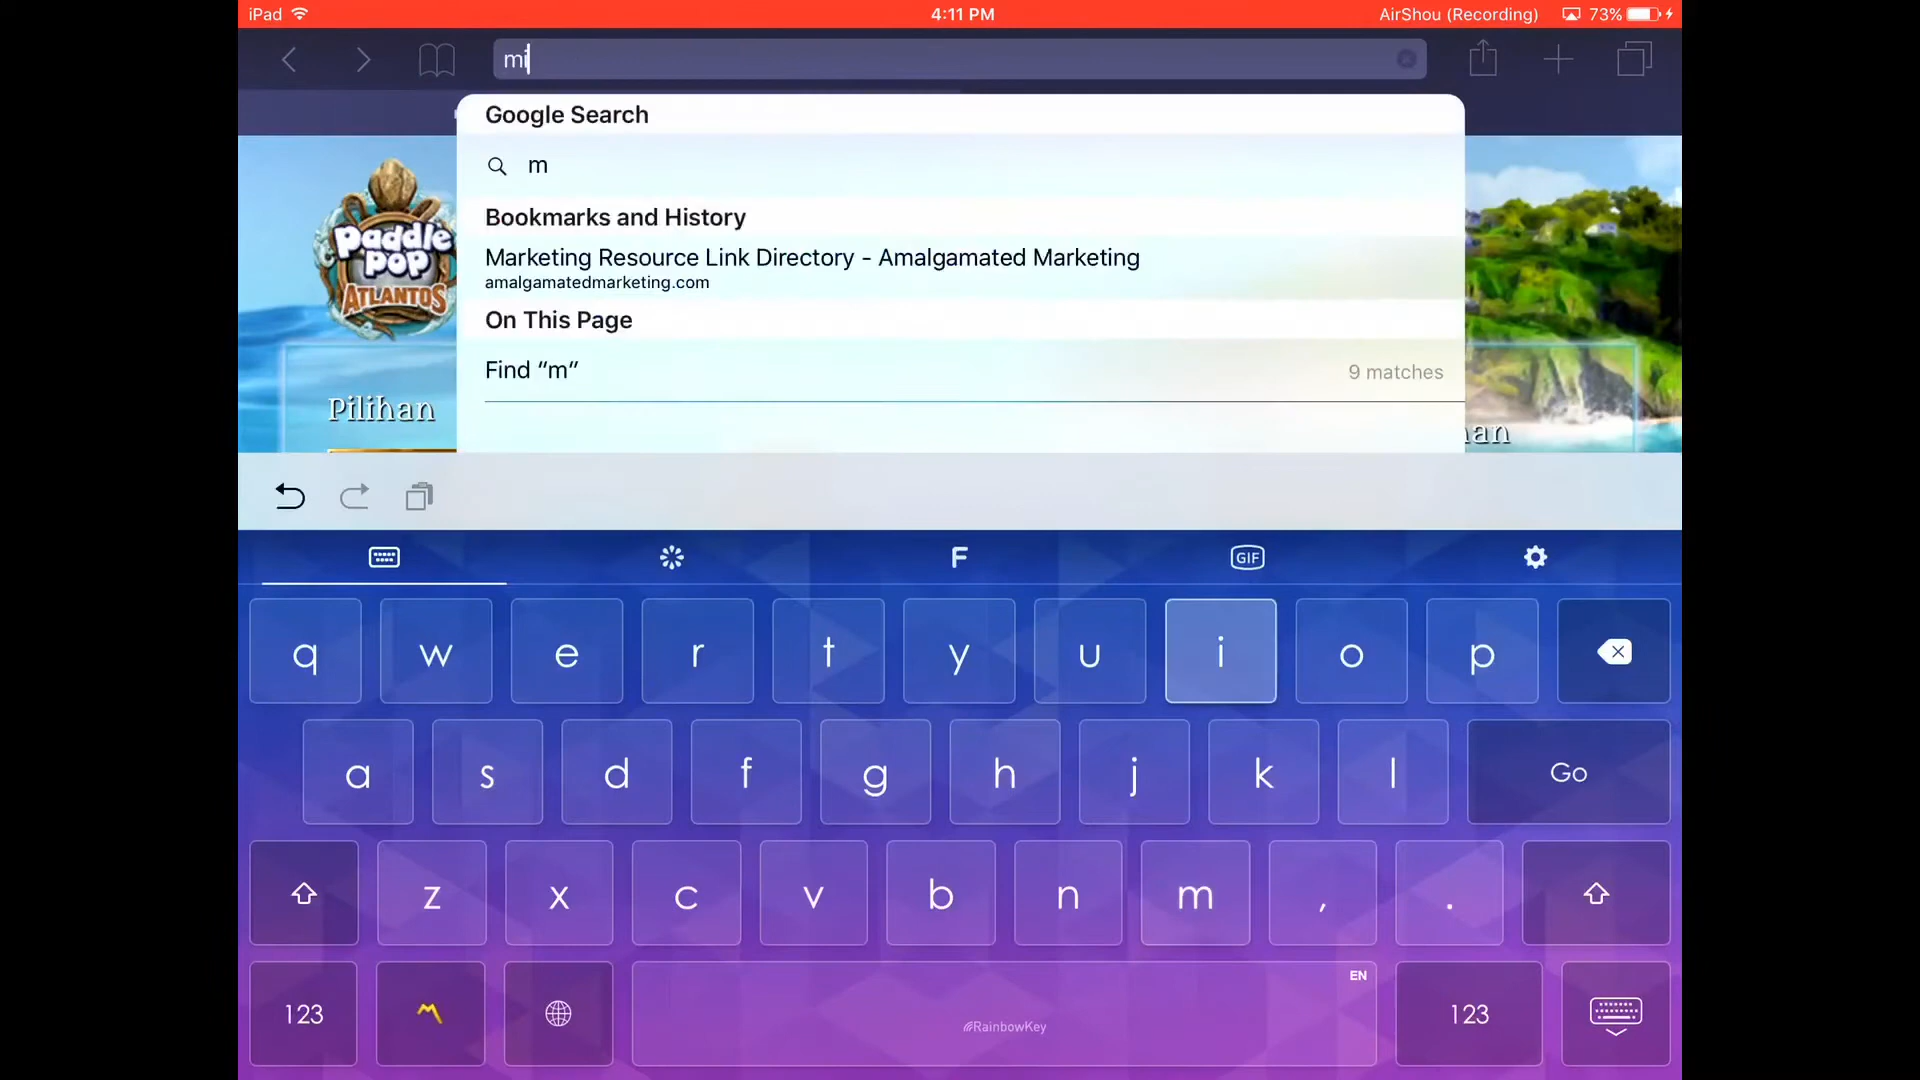 iPad
4:11 PM
AirShou (Recording)
73%
mi
Google Search
m
Bookmarks and History
Marketing Resource Link Directory - Amalgamated Marketing
amalgamatedmarketing.com
On This Page
Find “m”
9 matches
Paddle
pop
ATLANTOS
Pilihan
han
F
GIF
q w e r t y u i o p
a s d f g h j k l Go
z x c v b n m , .
123
EN
RainbowKey
123